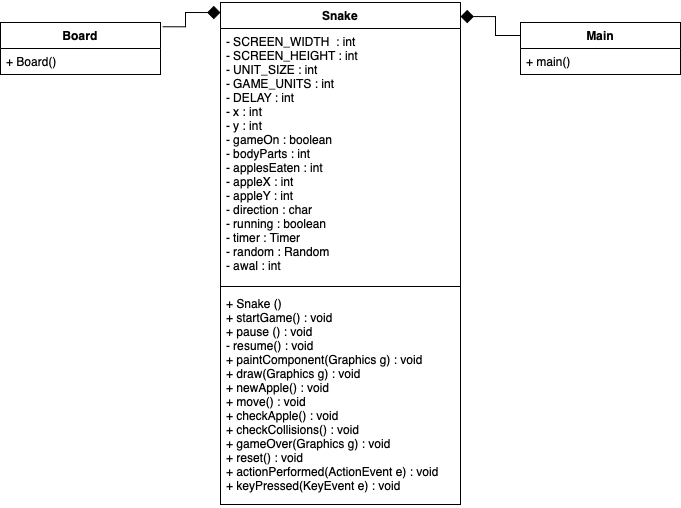 Board
+ Board()
Snake
- SCREEN_WIDTH : int
- SCREEN_HEIGHT : int
- UNIT_SIZE : int
- GAME_UNITS : int
- DELAY : int
- x : int
- y : int
- gameOn : boolean
- bodyParts : int
- applesEaten : int
- appleX : int
- appleY : int
- direction : char
- running : boolean
- timer : Timer
- random : Random
- awal : int
+ Snake ()
+ startGame() : void
+ pause () : void
- resume() : void
+ paintComponent(Graphics g) : void
+ draw(Graphics g) : void
+ newApple() : void
+ move() : void
+ checkApple() : void
+ checkCollisions() : void
+ gameOver(Graphics g) : void
+ reset() : void
+ actionPerformed(ActionEvent e) : void
+ keyPressed(KeyEvent e) : void
Main
+ main()